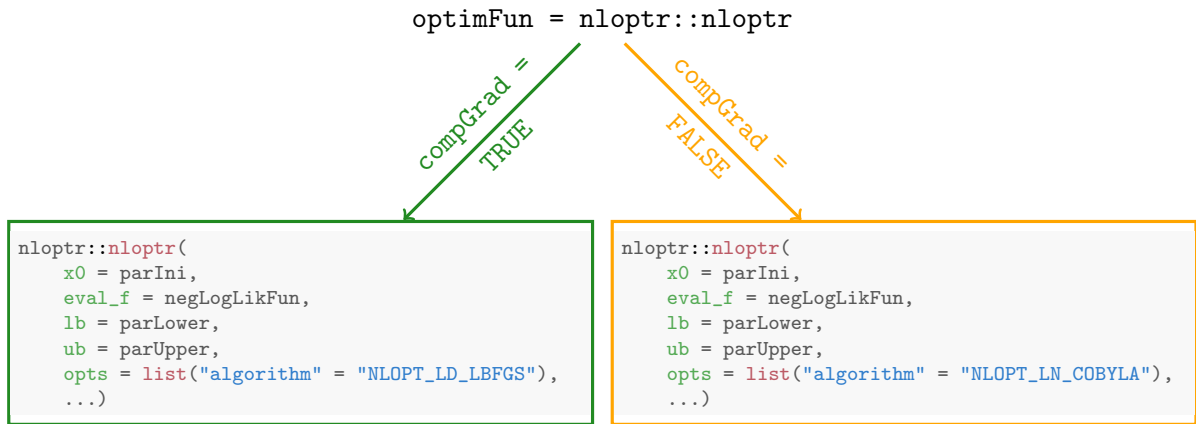 optimFun = nloptr::nloptr
compGrad =
TRUE
compGrad =
FALSE
nloptr::nloptr(
    x0 = parIni,
    eval_f = negLogLikFun,
    lb = parLower,
    ub = parUpper,
    opts = list("algorithm" = "NLOPT_LD_LBFGS"),
    ...)
nloptr::nloptr(
    x0 = parIni,
    eval_f = negLogLikFun,
    lb = parLower,
    ub = parUpper,
    opts = list("algorithm" = "NLOPT_LN_COBYLA"),
    ...)